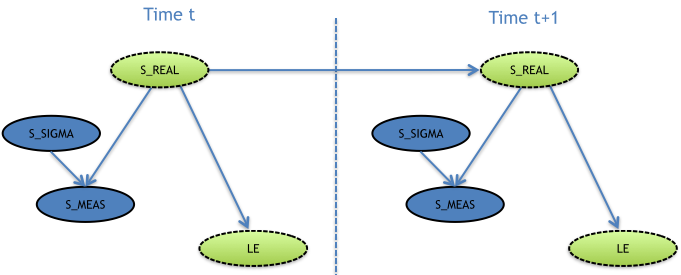 Time t
Time t+1
S_REAL
S_REAL
S_SIGMA
S_SIGMA
S_MEAS
S_MEAS
LE
LE